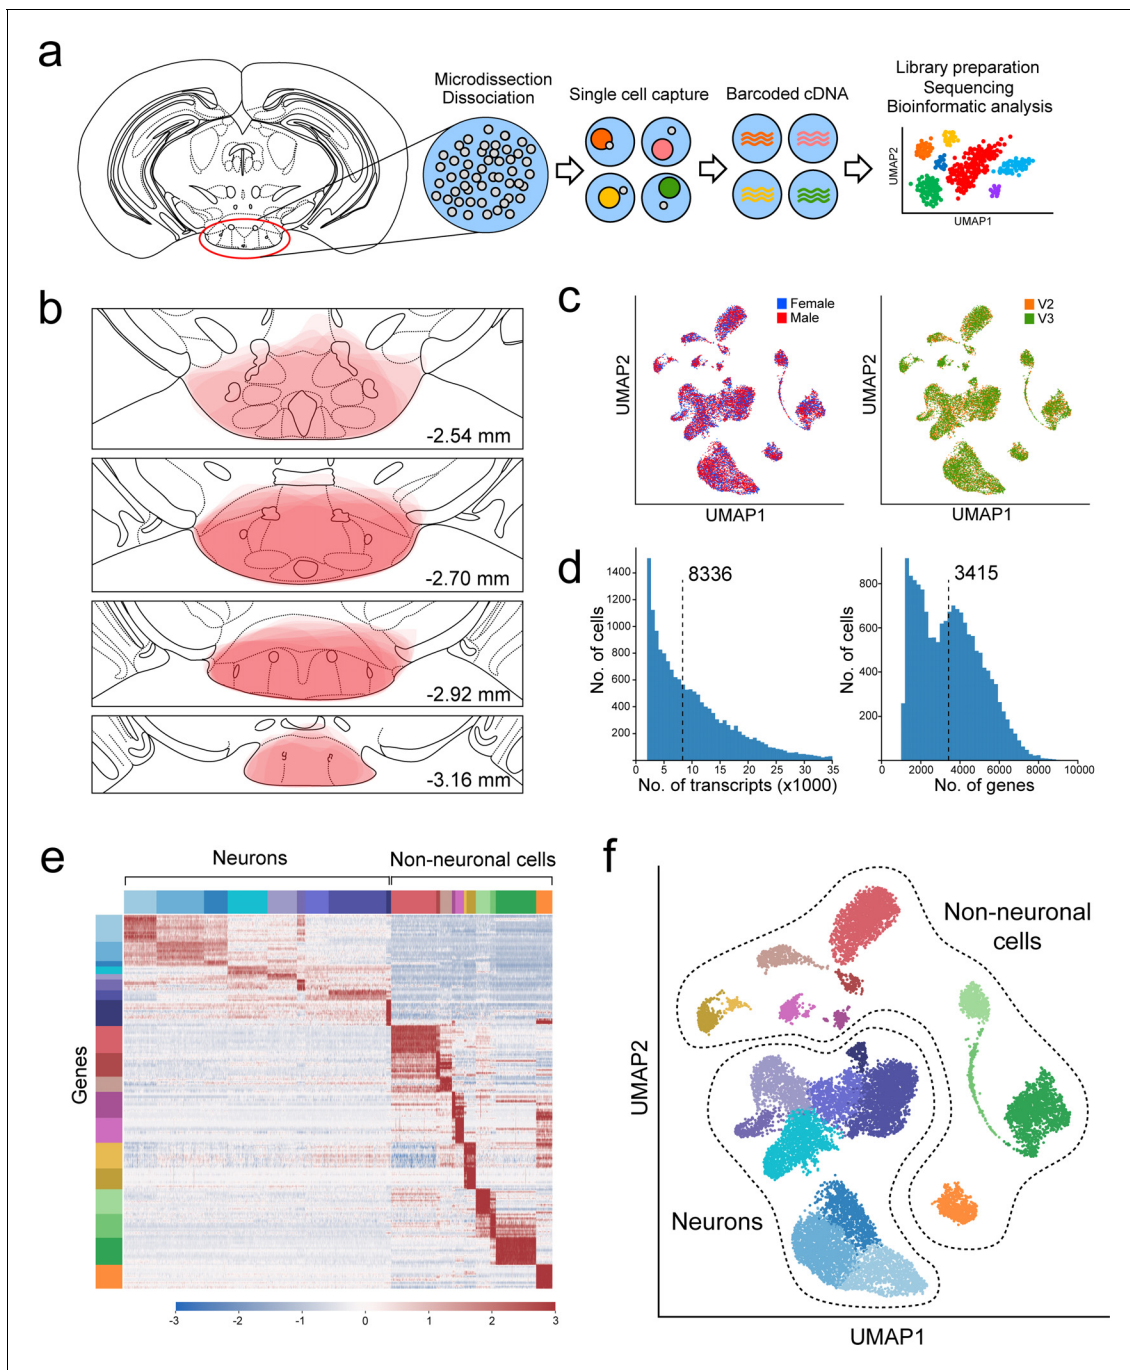 a
Microdissection
Dissociation
Single cell capture
Barcoded cDNA
Library preparation
Sequencing
Bioinformatic analysis
UMAP2
UMAP1
b
-2.54 mm
-2.70 mm
-2.92 mm
-3.16 mm
c
Female
Male
UMAP2
UMAP1
V2
V3
UMAP2
UMAP1
d
8336
No. of cells
1400
1200
1000
800
600
400
200
0 5 10 15 20 25 30 35
No. of transcripts (x1000)
3415
No. of cells
800
600
400
200
0 2000 4000 6000 8000 10000
No. of genes
e
Neurons
Non-neuronal cells
Genes
-3 -2 -1 0 1 2 3
f
Non-neuronal
cells
Neurons
UMAP2
UMAP1